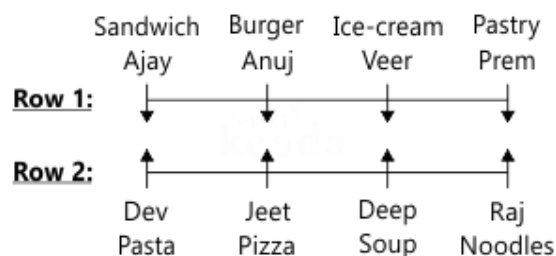 Sandwich Burger Ice-cream Pastry
Ajay Anuj Veer Prem
Row 1:
Row 2:
Dev Jeet Deep Raj
Pasta Pizza Soup Noodles